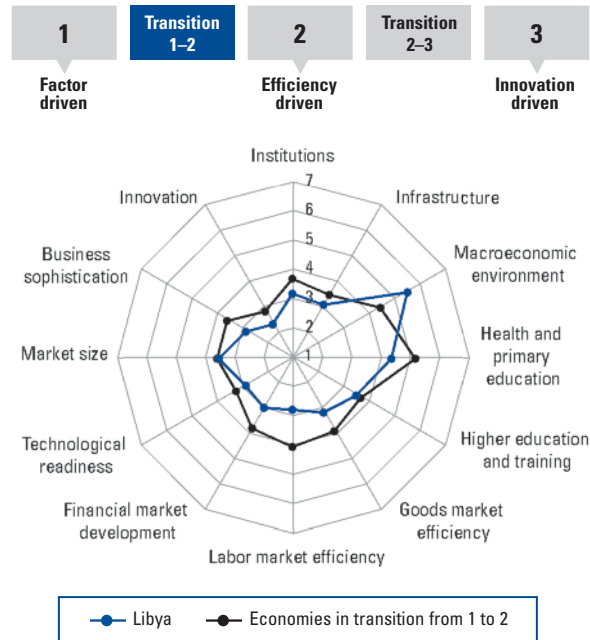 1
Transition
1–2
2
Transition
2–3
3
Factor
driven
Efficiency
driven
Innovation
driven
Institutions
7
Innovation
Infrastructure
6
5
Business
sophistication
Macroeconomic
environment
4
3
2
Market size
1
Health and
primary
education
Technological
readiness
Higher education
and training
Financial market
development
Goods market
efficiency
Labor market efficiency
Libya
Economies in transition from 1 to 2